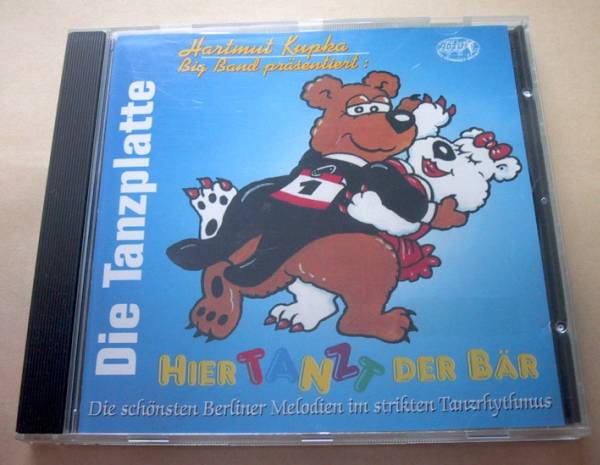 Hartmut Kupka
Big Band präsentiert:
Die Tanzplatte
1
HIER TANZT DER BÄR
Die schönsten Berliner Melodien im strikten Tanzrhythmus